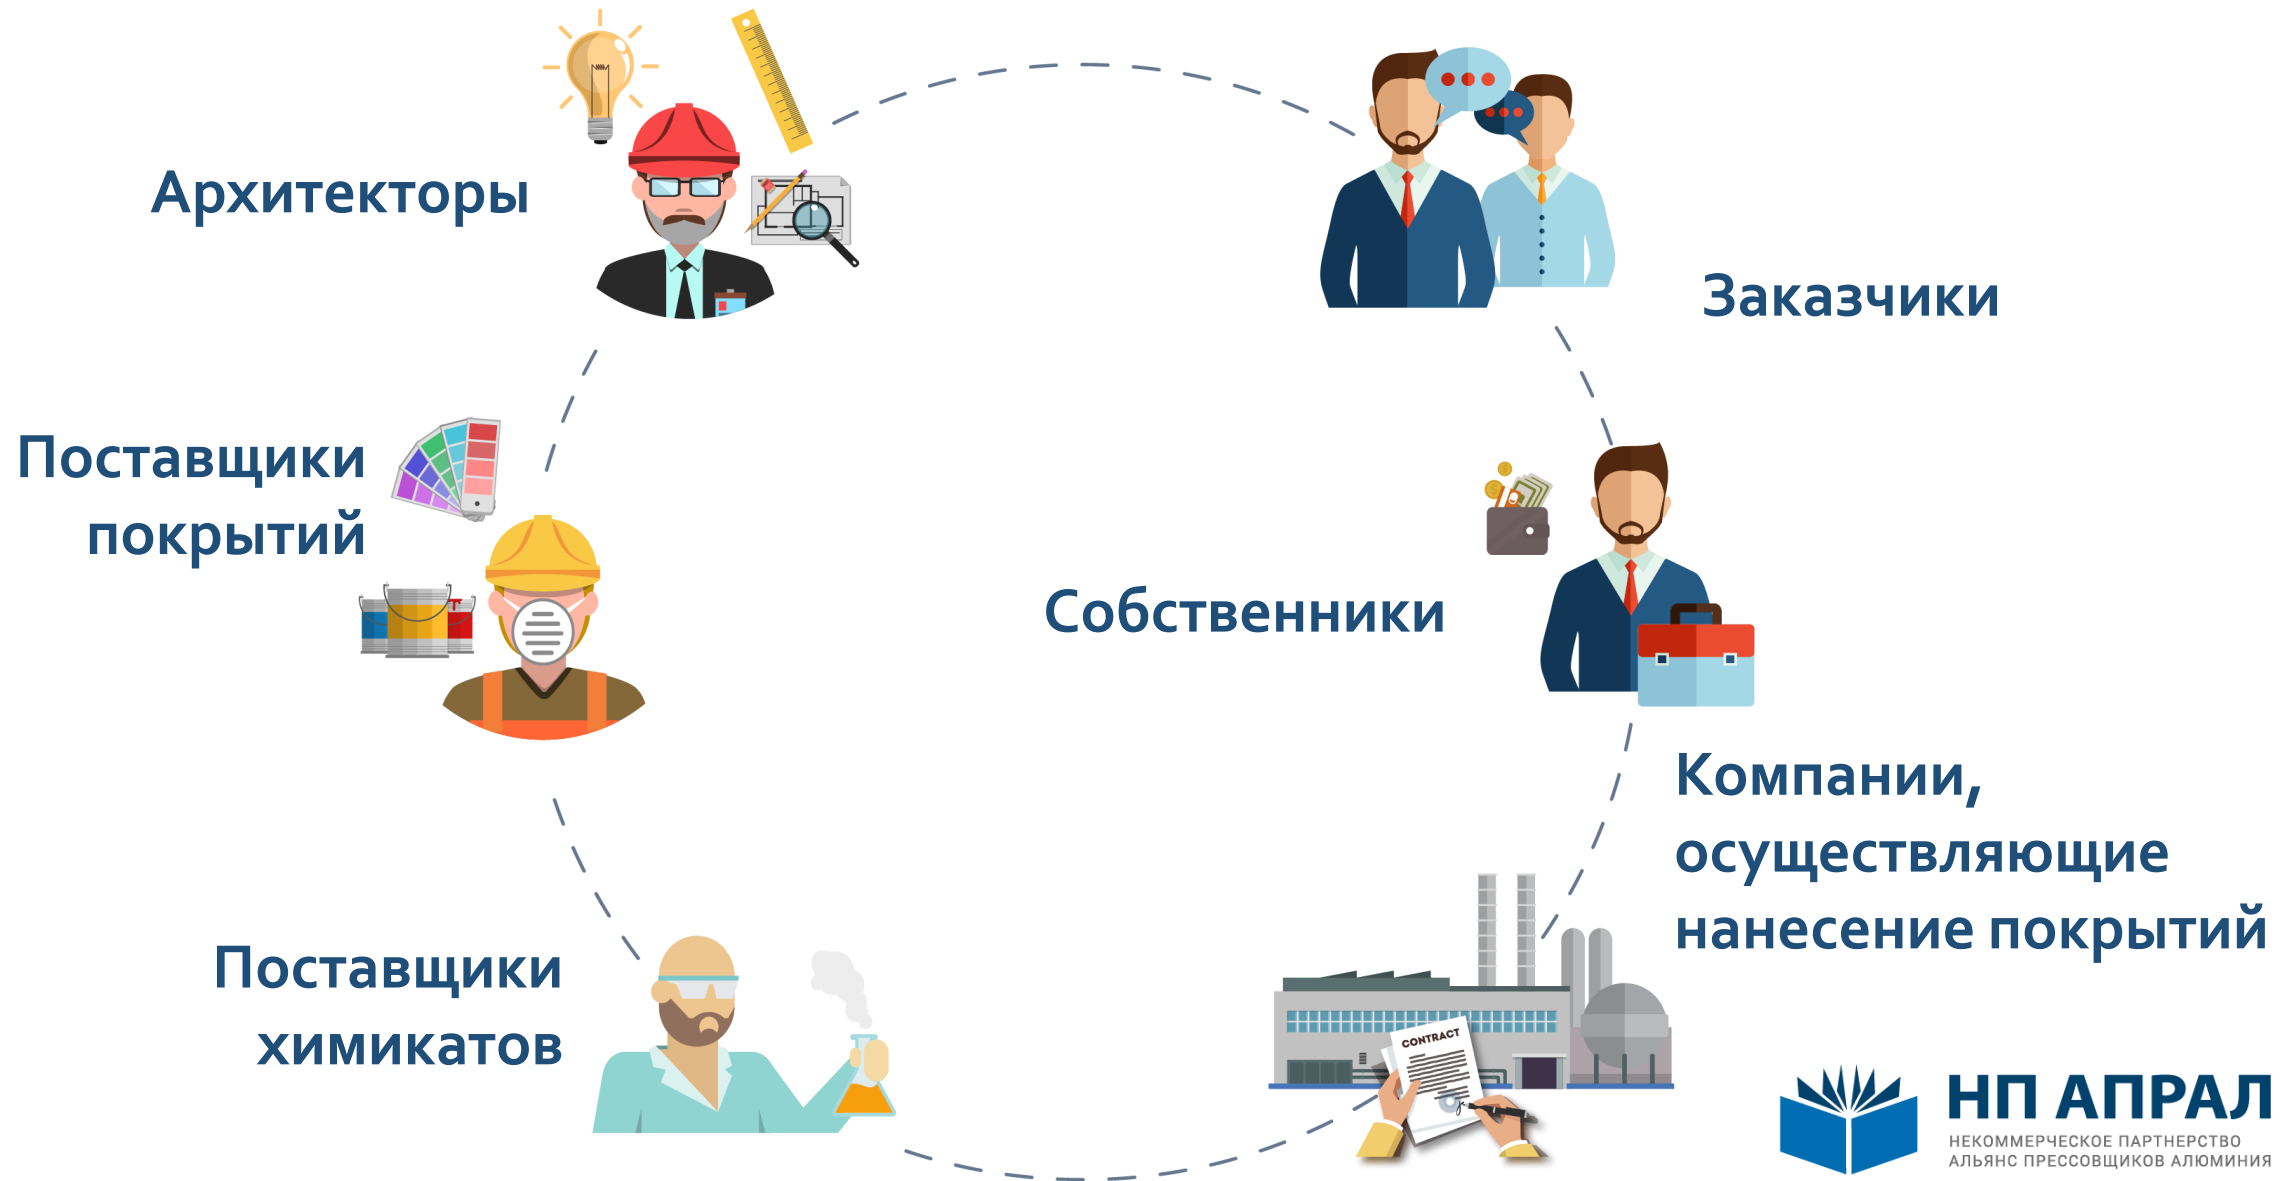 Архитекторы
Заказчики
Поставщики
покрытий
Собственники
Компании,
осуществляющие
нанесение покрытий
Поставщики
химикатов
CONTRACT
НП АПРАЛ
НЕКОММЕРЧЕСКОЕ ПАРТНЕРСТВО
АЛЬЯНС ПРЕССОВЩИКОВ АЛЮМИНИЯ